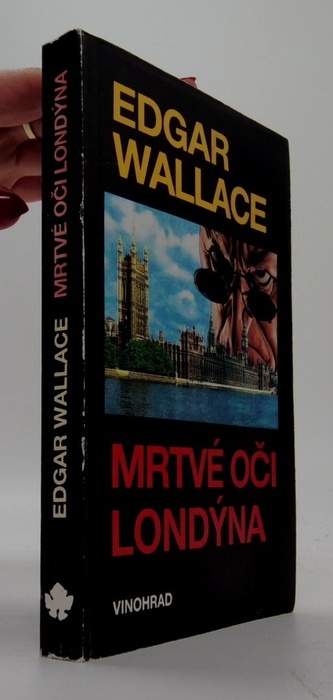 EDGAR
WALLACE
MRTVÉ OČI
LONDÝNA
VINOHRAD
EDGAR WALLACE MRTVÉ OČI LONDÝNA